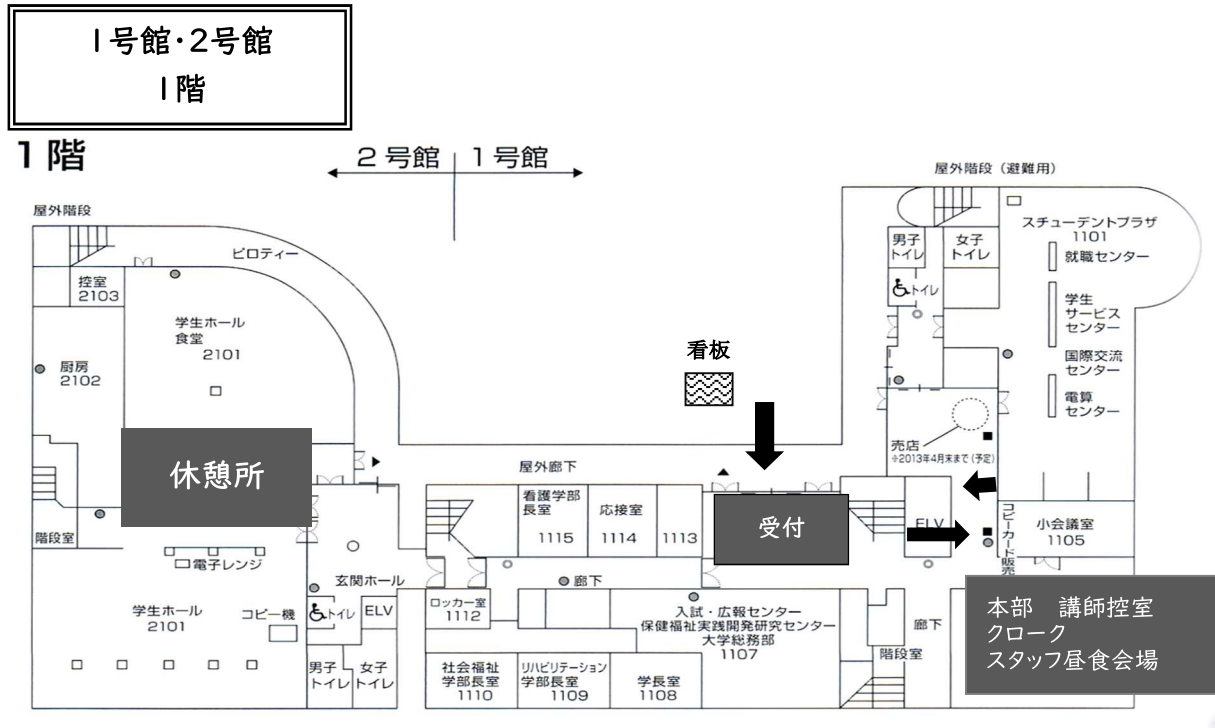 1号館・2号館
1階
1階
2号館 1号館
屋外階段(避難用)
屋外階段
ピロティー
控室
2103
学生ホール
食堂
2101
厨房
2102
休憩所
階段室
電子レンジ
学生ホール
2101
コピー機
玄関ホール
トイレ
ELV
男子
トイレ
女子
トイレ
看板
屋外廊下
看護学部
長室
1115
応接室
1114
1113
受付
廊下
ロッカー室
1112
入試・広報センター
保健福祉実践開発研究センター
大学総務部
1107
社会福祉
学部長室
1110
リハビリテーション
学部長室
1109
学長室
1108
男子
トイレ
女子
トイレ
トイレ
スチューデントプラザ
1101
就職センター
学生
サービス
センター
国際交流
センター
電算
センター
売店
※2013年4月末まで(予定)
ELV
コピーカード販売
小会議室
1105
廊下
階段室
本部 講師控室
クローク
スタッフ昼食会場